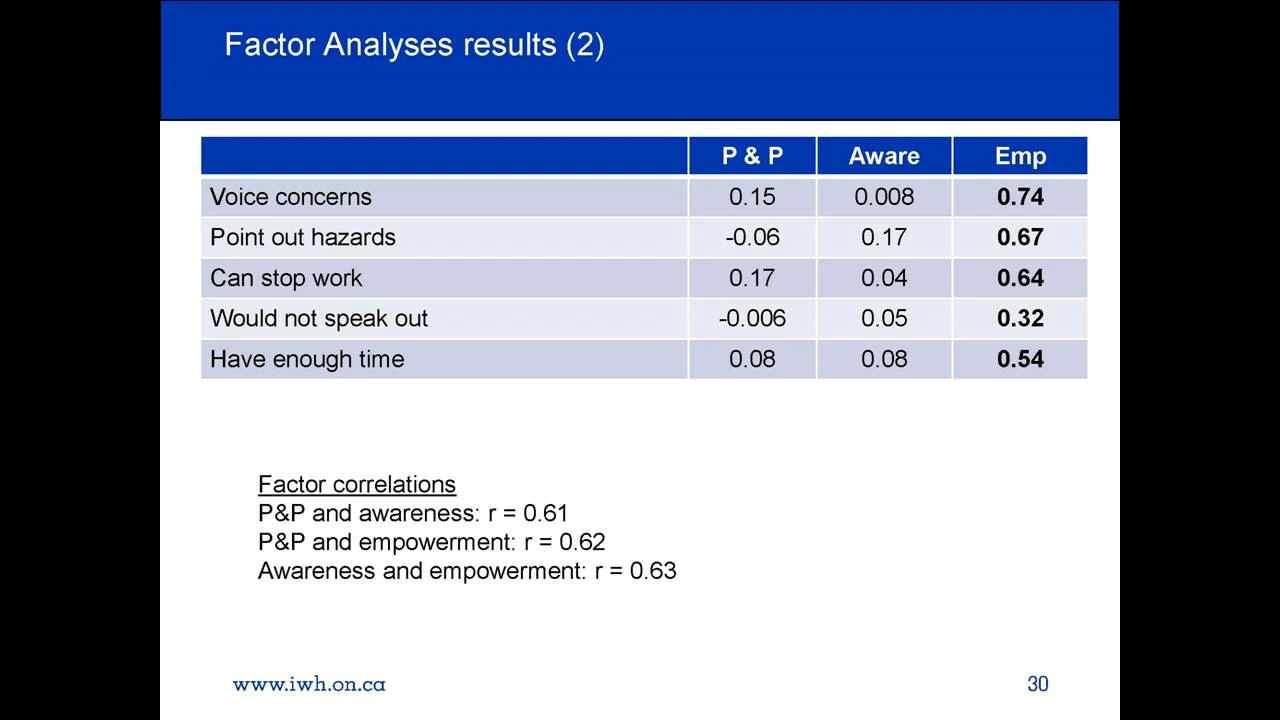 Factor Analyses results (2)
P & P Aware Emp
Voice concerns 0.15 0.008 0.74
Point out hazards -0.06 0.17 0.67
Can stop work 0.17 0.04 0.64
Would not speak out -0.006 0.05 0.32
Have enough time 0.08 0.08 0.54
Factor correlations
P&P and awareness: r = 0.61
P&P and empowerment: r = 0.62
Awareness and empowerment: r = 0.63
www.iwh.on.ca 30